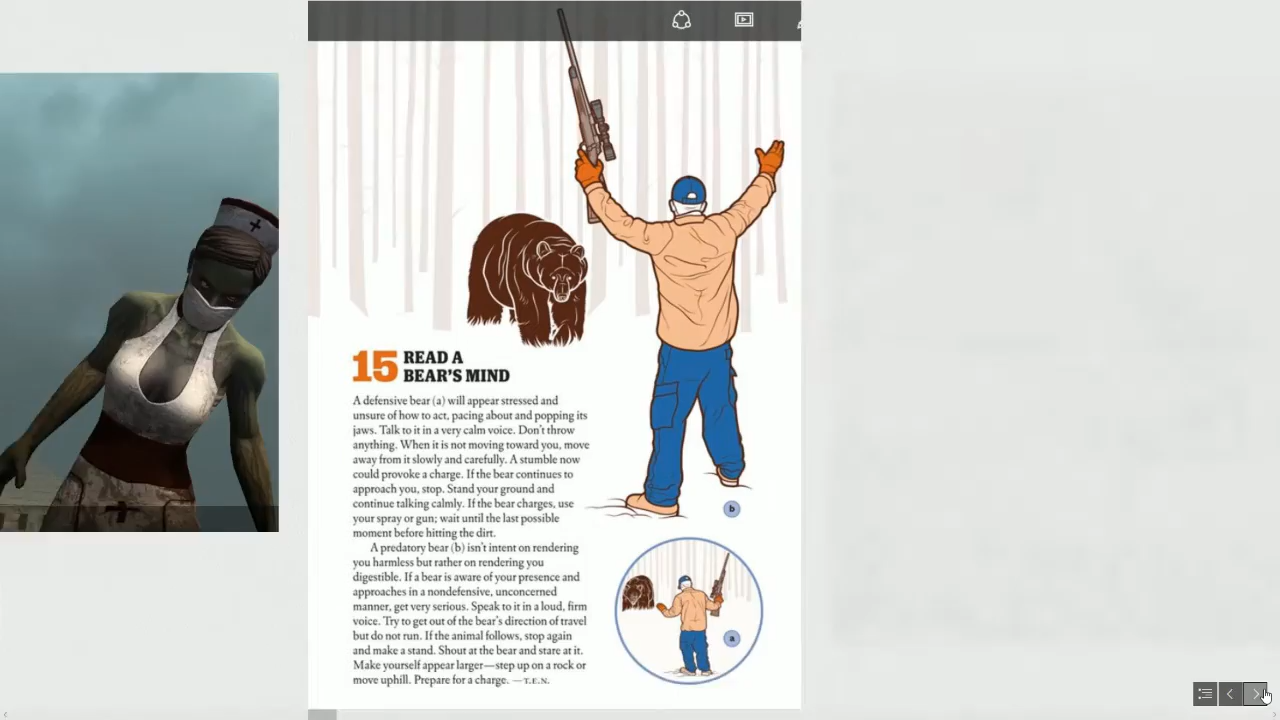 15 READ A
BEAR'S MIND
A defensive bear (a) will appear stressed and
unsure of how to act, pacing about and popping its
jaws. Talk to it in a very calm voice. Don't throw
anything. When it is not moving toward you, move
away from it slowly and carefully. A stumble now
could provoke a charge. If the bear continues to
approach you, stop. Stand your ground and
continue talking calmly. If the bear charges, use
your spray or gun; wait until the last possible
moment before hitting the dirt.
A predatory bear (b) isn't intent on rendering
you harmless but rather on rendering you
digestible. If a bear is aware of your presence and
approaches in a nondefensive, unconcerned
manner, get very serious. Speak to it in a loud, firm
voice. Try to get out of the bear's direction of travel
but do not run. If the animal follows, stop again
and make a stand. Shout at the bear and stare at it.
Make yourself appear larger—step up on a rock or
move uphill. Prepare for a charge. —T.E.N.
b
a